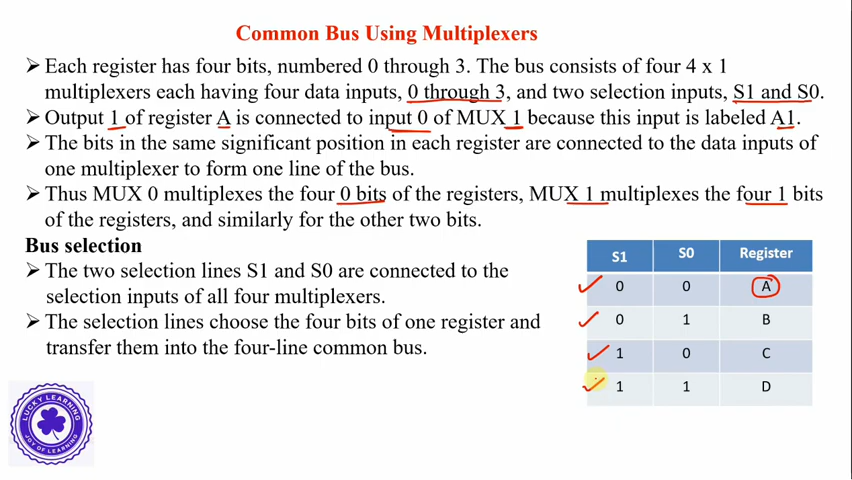 Common Bus Using Multiplexers
➢ Each register has four bits, numbered 0 through 3. The bus consists of four 4 x 1
multiplexers each having four data inputs, 0 through 3, and two selection inputs, S1 and S0.
➢ Output 1 of register A is connected to input 0 of MUX 1 because this input is labeled A1.
➢ The bits in the same significant position in each register are connected to the data inputs of
one multiplexer to form one line of the bus.
➢ Thus MUX 0 multiplexes the four 0 bits of the registers, MUX 1 multiplexes the four 1 bits
of the registers, and similarly for the other two bits.
Bus selection
➢ The two selection lines S1 and S0 are connected to the
selection inputs of all four multiplexers.
➢ The selection lines choose the four bits of one register and
transfer them into the four-line common bus.
S1 S0 Register
0 0 A
0 1 B
1 0 C
1 1 D
LUCKY LEARNING
JOY OF LEARNING